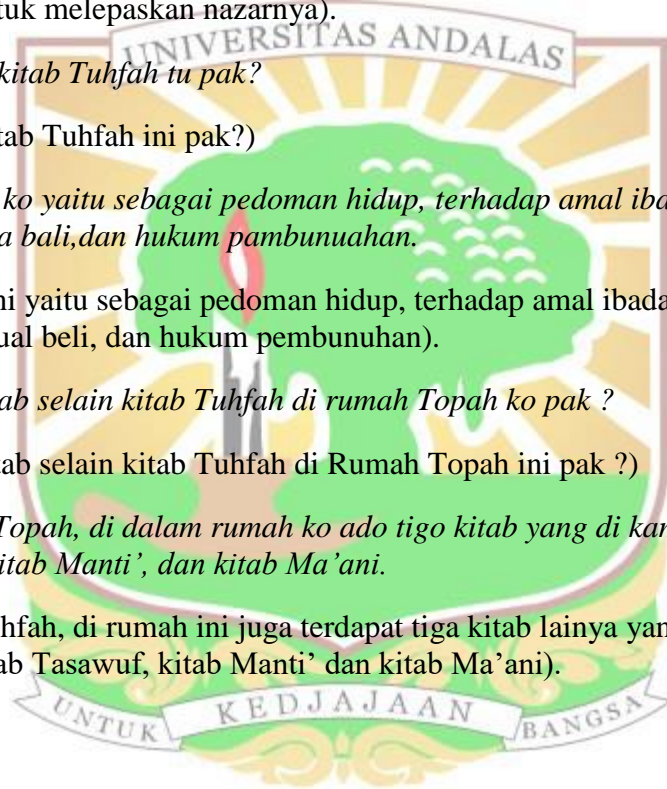 tuk melepaskan nazarnya).
UNIVERSITAS ANDALAS
kitab Tuhfah tu pak?
tab Tuhfah ini pak?)
ko yaitu sebagai pedoman hidup, terhadap amal iba
a bali,dan hukum pambunuahan.
ni yaitu sebagai pedoman hidup, terhadap amal ibada
ual beli, dan hukum pembunuhan).
ab selain kitab Tuhfah di rumah Topah ko pak ?
tab selain kitab Tuhfah di Rumah Topah ini pak ?)
Topah, di dalam rumah ko ado tigo kitab yang di kar
itab Manti’, dan kitab Ma’ani.
hfah, di rumah ini juga terdapat tiga kitab lainya yan
ab Tasawuf, kitab Manti’ dan kitab Ma’ani).
UNTUK KEDJAJAAN BANGSA